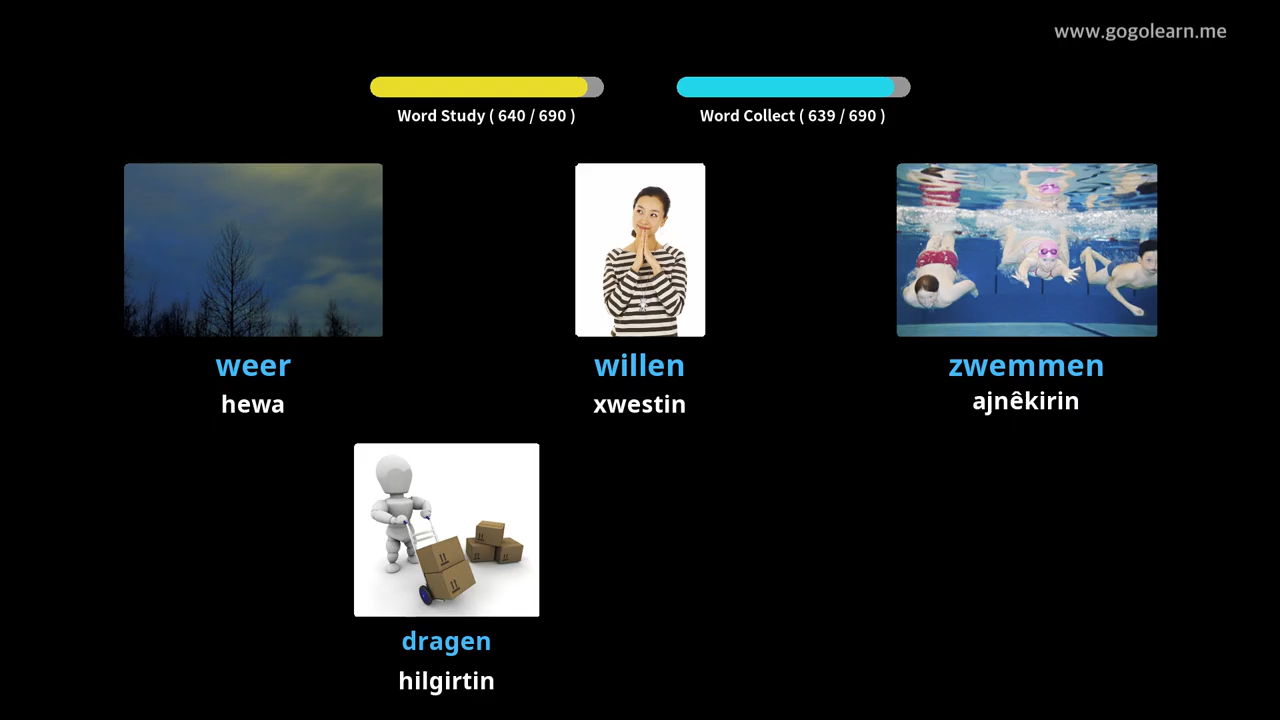 www.gogolearn.me
Word Study ( 640 / 690 )
Word Collect ( 639 / 690 )
weer
hewa
willen
xwestin
zwemmen
ajnêkirin
dragen
hilgirtin